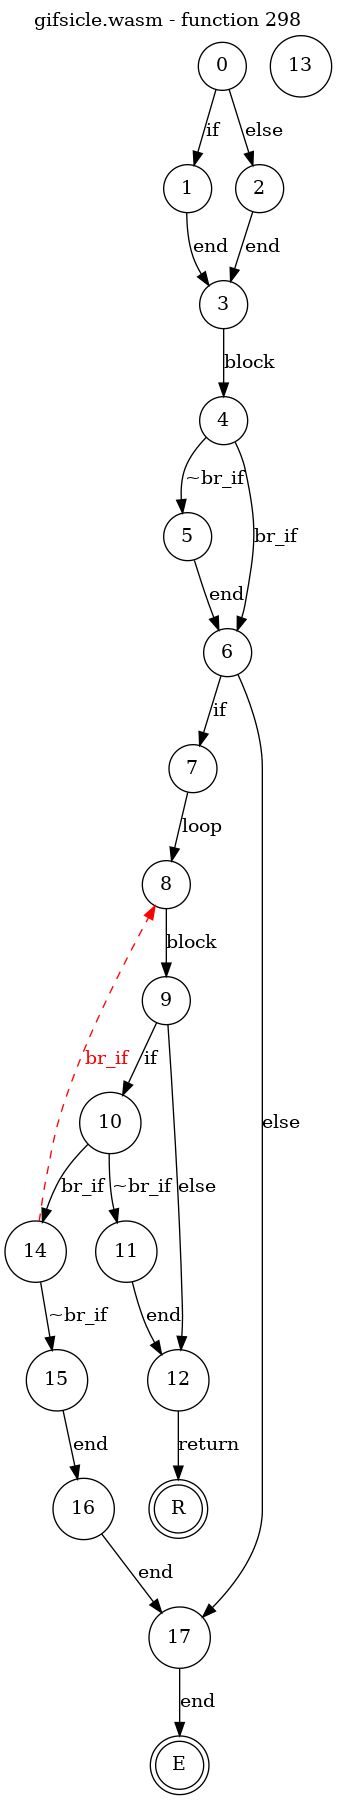 gifsicle.wasm - function 298
0
13
if
else
1
2
end
end
3
block
4
~br_if
5
br_if
end
6
if
7
loop
8
block
9
br_if
if
10
else
br_if
~br_if
else
14
11
~br_if
end
15
12
end
return
16
R
end
17
end
E